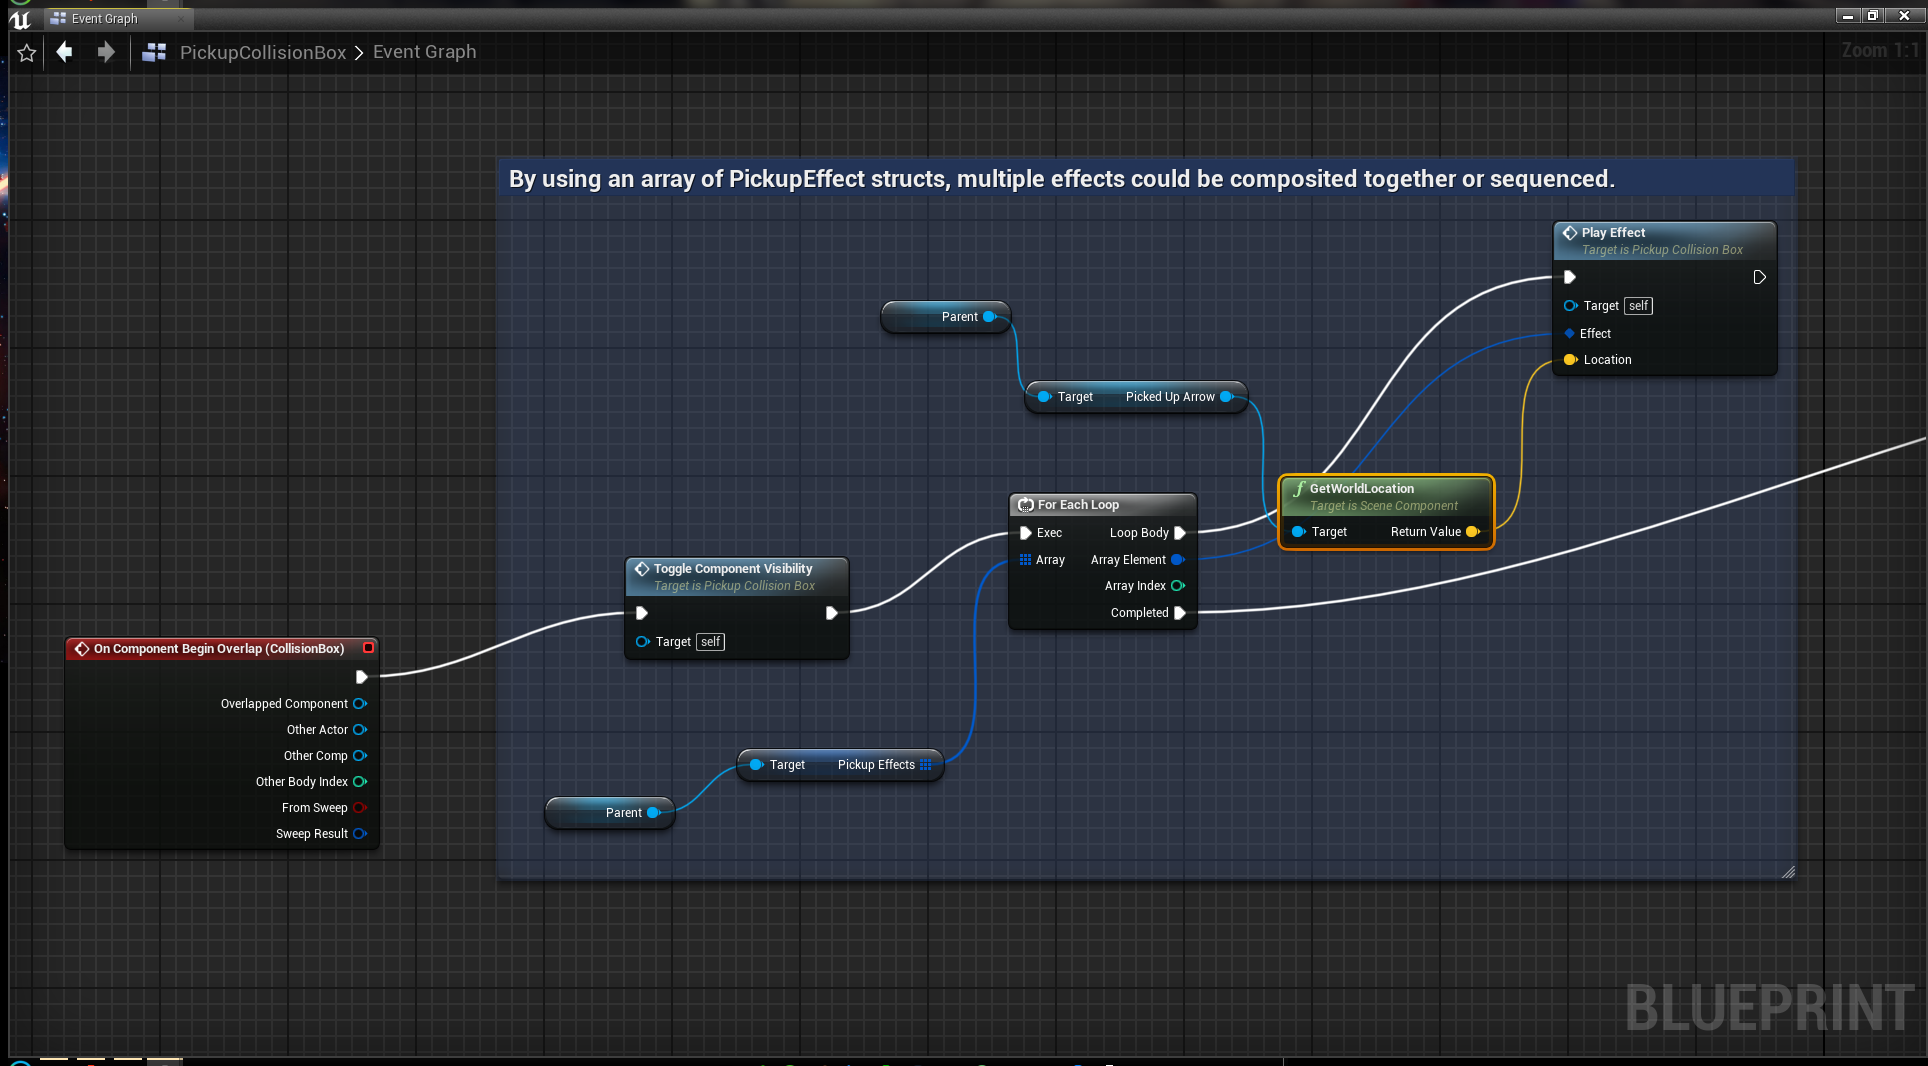 Event Graph
PickupCollisionBox > Event Graph
Zoom 1:1
By using an array of PickupEffect structs, multiple effects could be composited together or sequenced.
Play Effect
Target is Pickup Collision Box
Target self
Effect
Location
Parent
Target Picked Up Arrow
GetWorldLocation
Target is Scene Component
Target Return Value
For Each Loop
Exec Loop Body
Array Array Element
Array Index
Completed
Toggle Component Visibility
Target is Pickup Collision Box
Target self
On Component Begin Overlap (CollisionBox)
Overlapped Component
Other Actor
Other Comp
Other Body Index
From Sweep
Sweep Result
Target Pickup Effects
Parent
BLUEPRINT